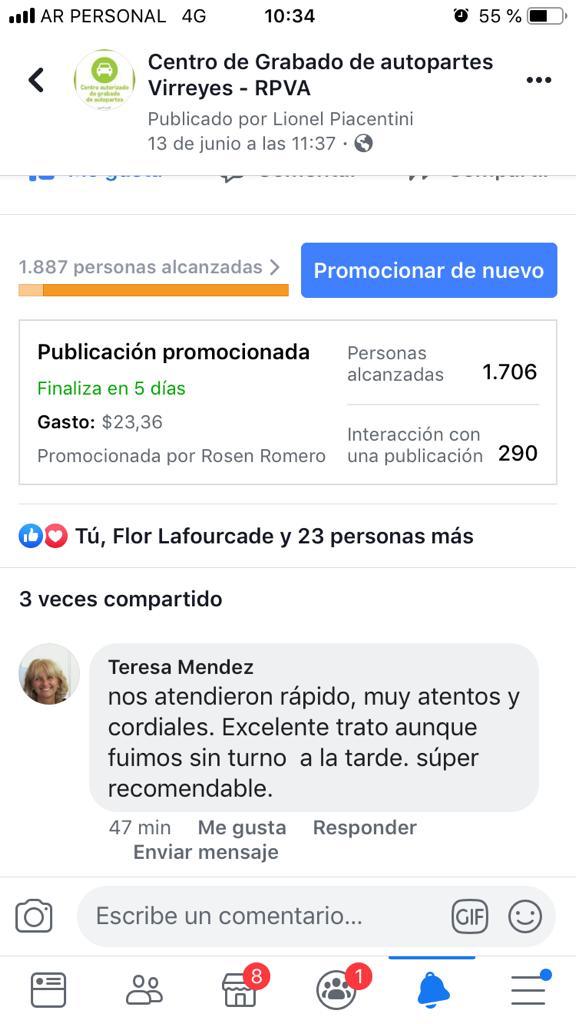 AR PERSONAL 4G 10:34 55 %
Centro de Grabado de autopartes
Virreyes - RPVA
Centro autorizado
de grabado
de autopartes
Publicado por Lionel Piacentini
13 de junio a las 11:37 ·
Me gusta Comentar Compartir
1.887 personas alcanzadas
Promocionar de nuevo
Publicación promocionada
Finaliza en 5 días
Gasto: $23,36
Promocionada por Rosen Romero
Personas
alcanzadas 1.706
Interacción con
una publicación 290
Tú, Flor Lafourcade y 23 personas más
3 veces compartido
Teresa Mendez
nos atendieron rápido, muy atentos y
cordiales. Excelente trato aunque
fuimos sin turno  a la tarde. súper
recomendable.
47 min Me gusta Responder
Enviar mensaje
Escribe un comentario... GIF
8 1